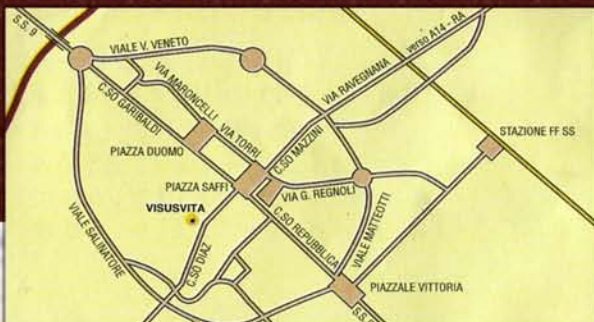 S.S. 9
VIALE V. VENETO
verso A14 - RA
VIA RAVEGNANA
VIA MARONCELLI
C.SO GARIBALDI
VIA TORRI
C.SO MAZZINI
STAZIONE FF SS
PIAZZA DUOMO
PIAZZA SAFFI
VIA G. REGNOLI
VISUSVITA
C.SO REPUBBLICA
VIALE MATTEOTTI
VIALE SALINATORE
C.SO DIAZ
PIAZZALE VITTORIA
S.S.